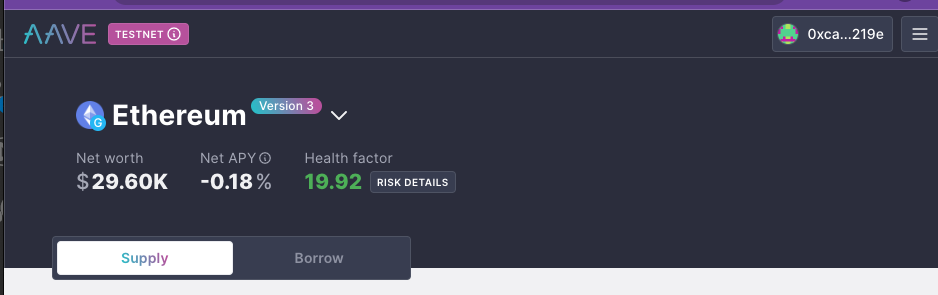 AAVE TESTNET 0xca...219e
Ethereum Version 3
G
Net worth Net APY Health factor
$29.60K -0.18% 19.92 RISK DETAILS
Supply Borrow